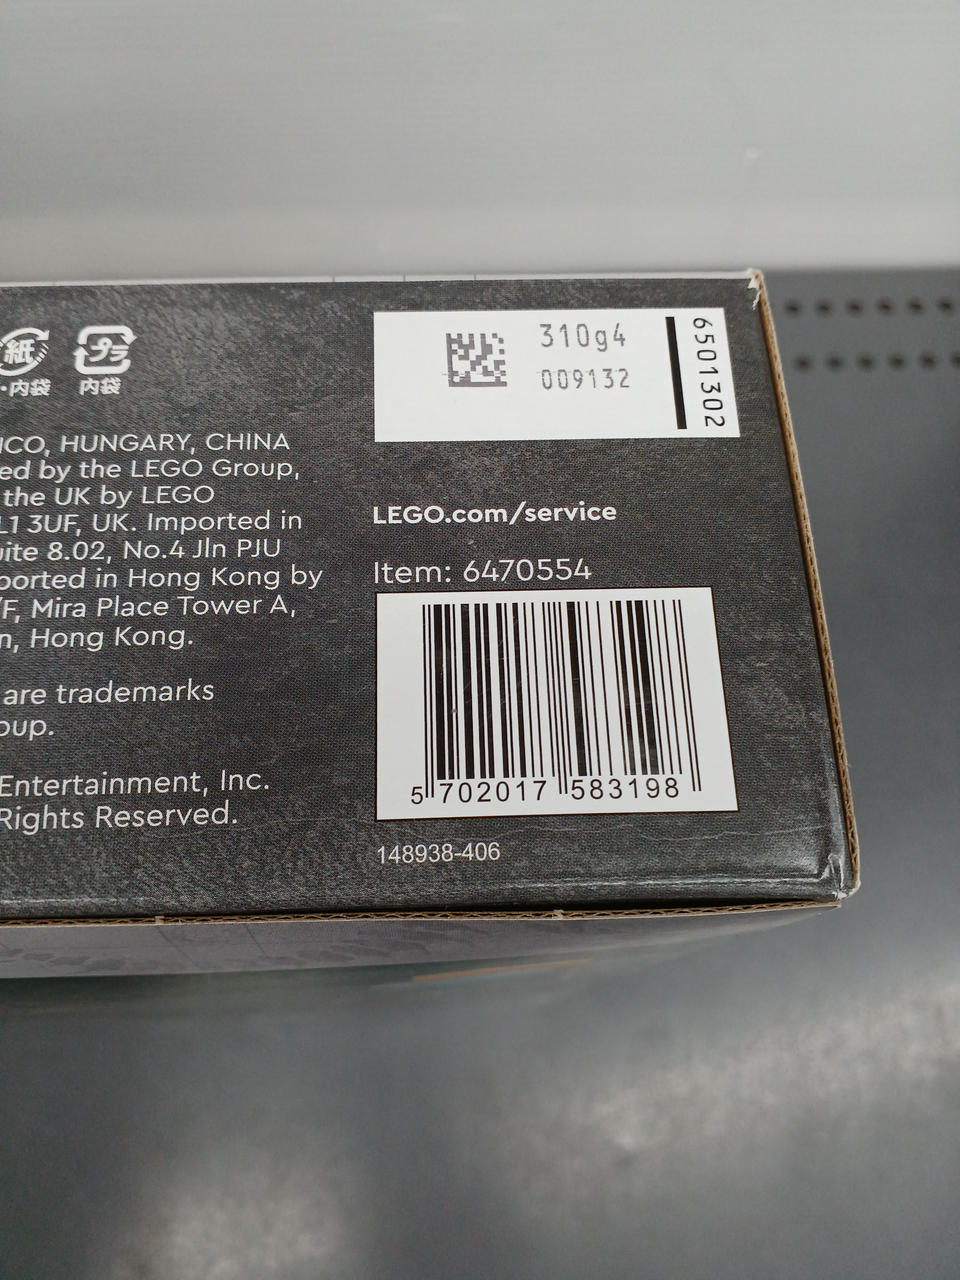 紙
・内袋
プラ
内袋
ICO, HUNGARY, CHINA
ed by the LEGO Group,
the UK by LEGO
L1 3UF, UK. Imported in
uite 8.02, No.4 Jln PJU
ported in Hong Kong by
/F, Mira Place Tower A,
n, Hong Kong.
are trademarks
oup.
Entertainment, Inc.
Rights Reserved.
310g4
009132
6501302
LEGO.com/service
Item: 6470554
5 702017 583198
148938-406